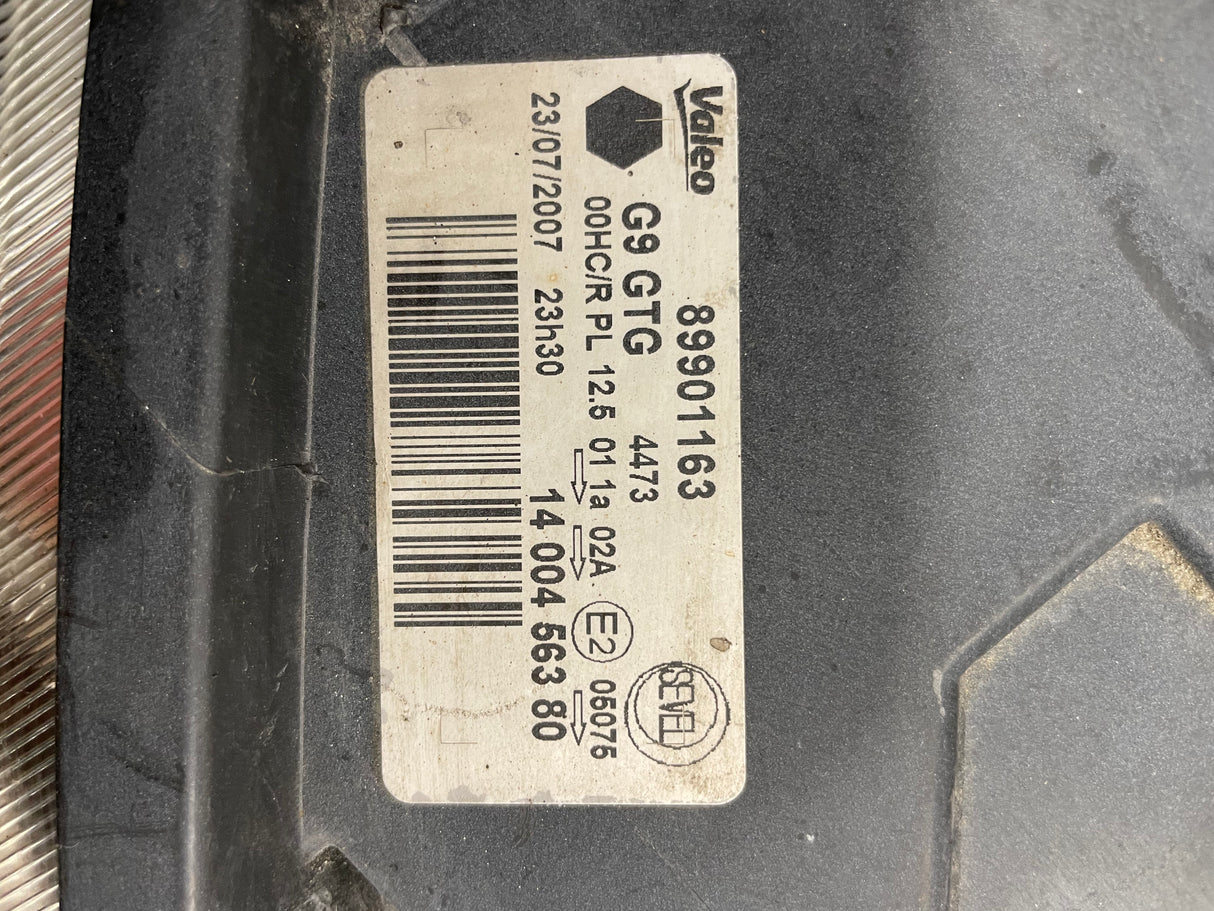 Valeo
89901163
G9 GTG 4473
SEVEL
00HC/R PL 12.5 01 1a 02A E2 05075
23/07/2007 23h30
14 004 563 80